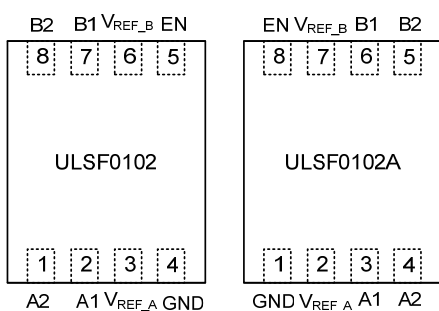 B2 B1 VREF_B EN
8 7 6 5
ULSF0102
1 2 3 4
A2 A1 VREF_A GND
EN VREF_B B1 B2
8 7 6 5
ULSF0102A
1 2 3 4
GND VREF_A A1 A2